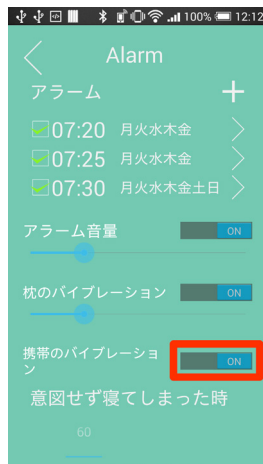 100% 12:12
Alarm
アラーム
07:20 月火水木金
07:25 月火水木金
07:30 月火水木金土日
アラーム音量 ON
枕のバイブレーション ON
携帯のバイブレーショ
ン ON
意図せず寝てしまった時
60